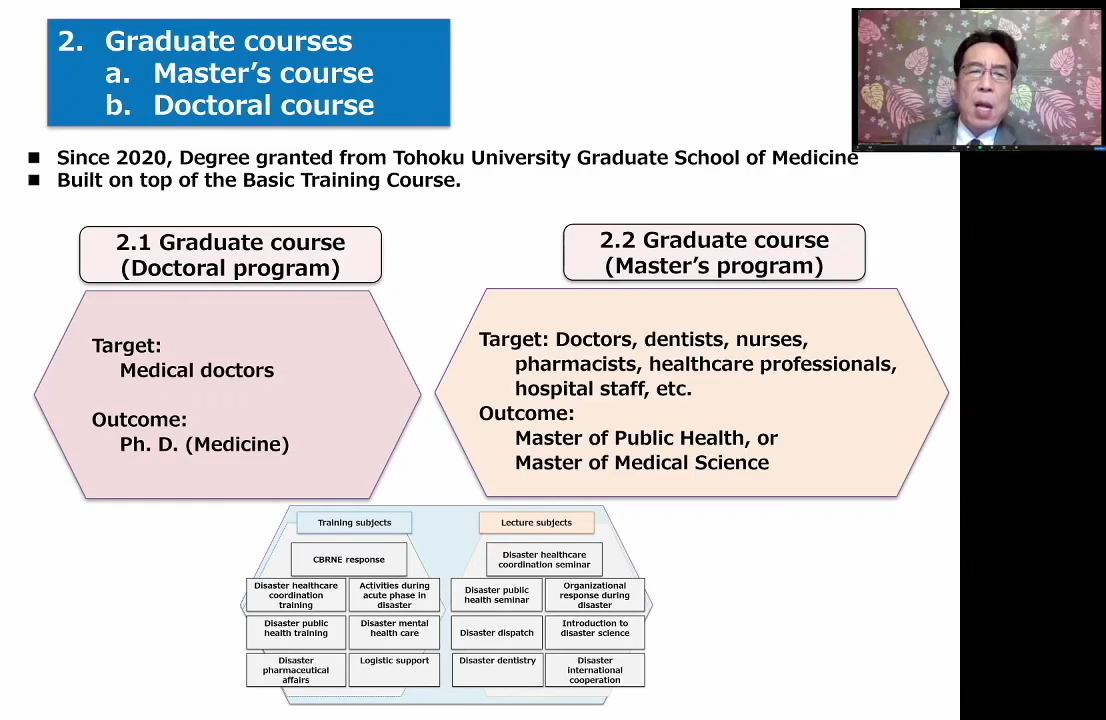 2. Graduate courses
a. Master's course
b. Doctoral course
■ Since 2020, Degree granted from Tohoku University Graduate School of Medicine
■ Built on top of the Basic Training Course.
2.1 Graduate course
(Doctoral program)
Target:
Medical doctors
Outcome:
Ph. D. (Medicine)
2.2 Graduate course
(Master's program)
Target: Doctors, dentists, nurses,
pharmacists, healthcare professionals,
hospital staff, etc.
Outcome:
Master of Public Health, or
Master of Medical Science
Training subjects
CBRNE response
Disaster healthcare
coordination
training
Activities during
acute phase in
disaster
Disaster public
health training
Disaster mental
health care
Disaster
pharmaceutical
affairs
Logistic support
Lecture subjects
Disaster healthcare
coordination seminar
Disaster public
health seminar
Organizational
response during
disaster
Disaster dispatch
Introduction to
disaster science
Disaster dentistry
Disaster
international
cooperation